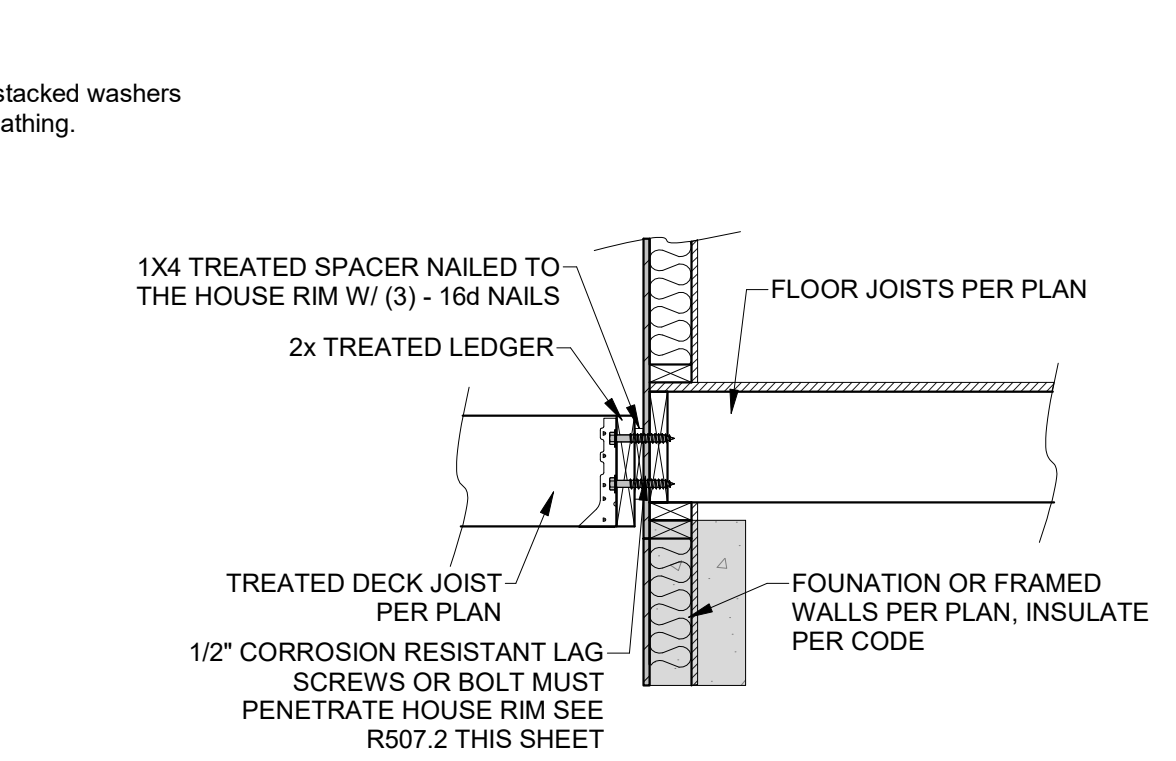 stacked washers
athing.
1X4 TREATED SPACER NAILED TO
THE HOUSE RIM W/ (3) - 16d NAILS
2x TREATED LEDGER
FLOOR JOISTS PER PLAN
TREATED DECK JOIST
PER PLAN
1/2" CORROSION RESISTANT LAG
SCREWS OR BOLT MUST
PENETRATE HOUSE RIM SEE
R507.2 THIS SHEET
FOUNATION OR FRAMED
WALLS PER PLAN, INSULATE
PER CODE